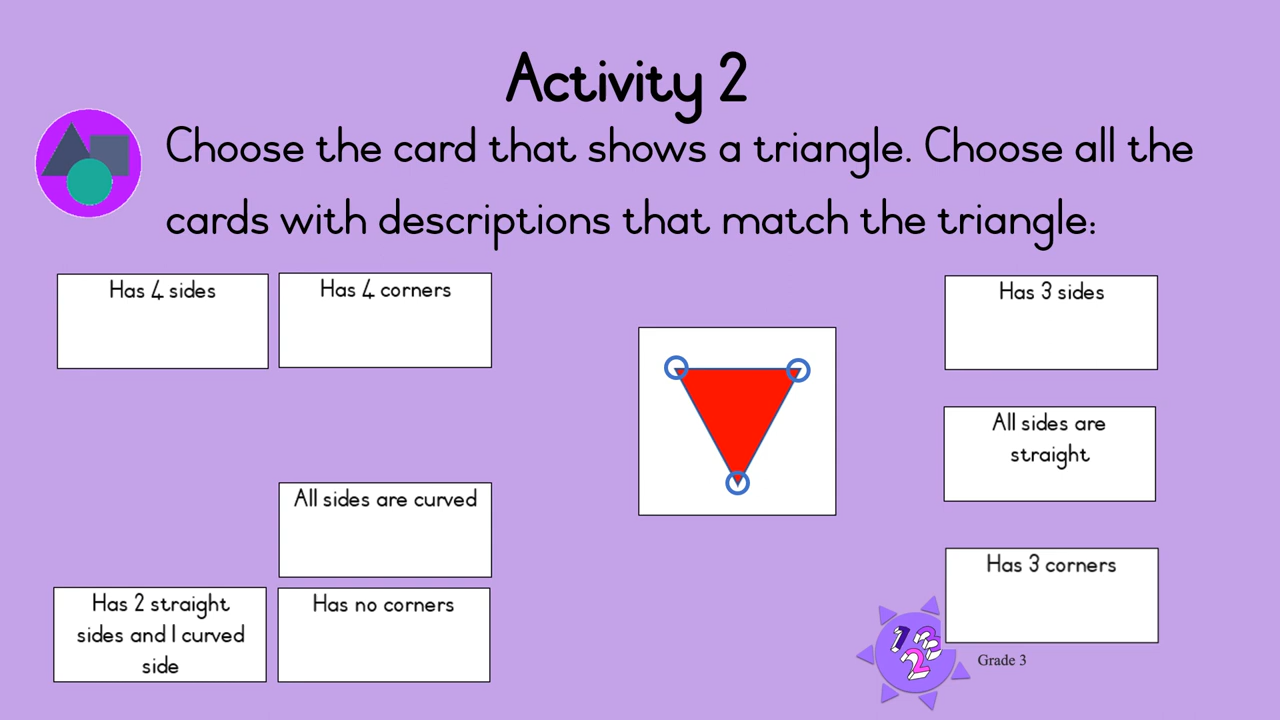 Activity 2
Choose the card that shows a triangle. Choose all the
cards with descriptions that match the triangle:
Has 4 sides
Has 4 corners
Has 3 sides
All sides are
straight
All sides are curved
Has 3 corners
Has 2 straight
sides and 1 curved
side
Has no corners
123
Grade 3